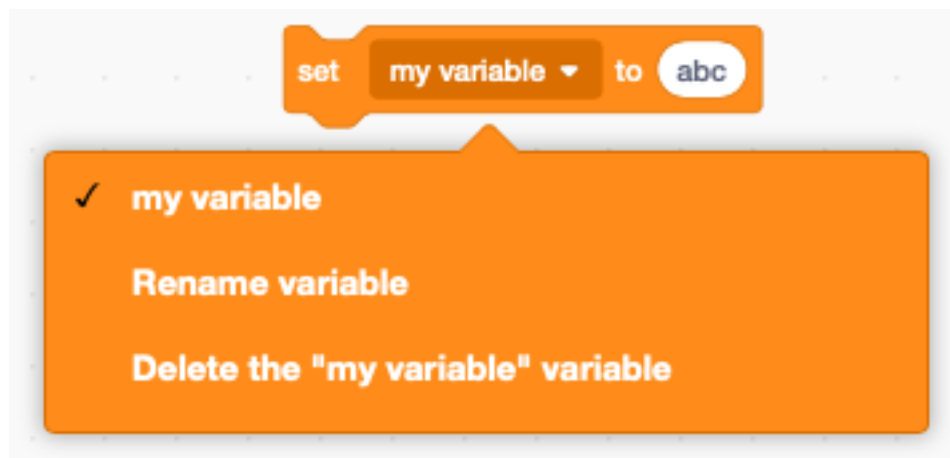 set my variable to abc
my variable
Rename variable
Delete the "my variable" variable